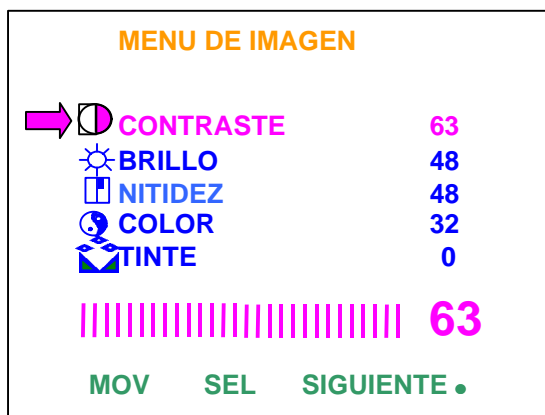 MENU DE IMAGEN
CONTRASTE 63
BRILLO 48
NITIDEZ 48
COLOR 32
TINTE 0
63
MOV SEL SIGUIENTE